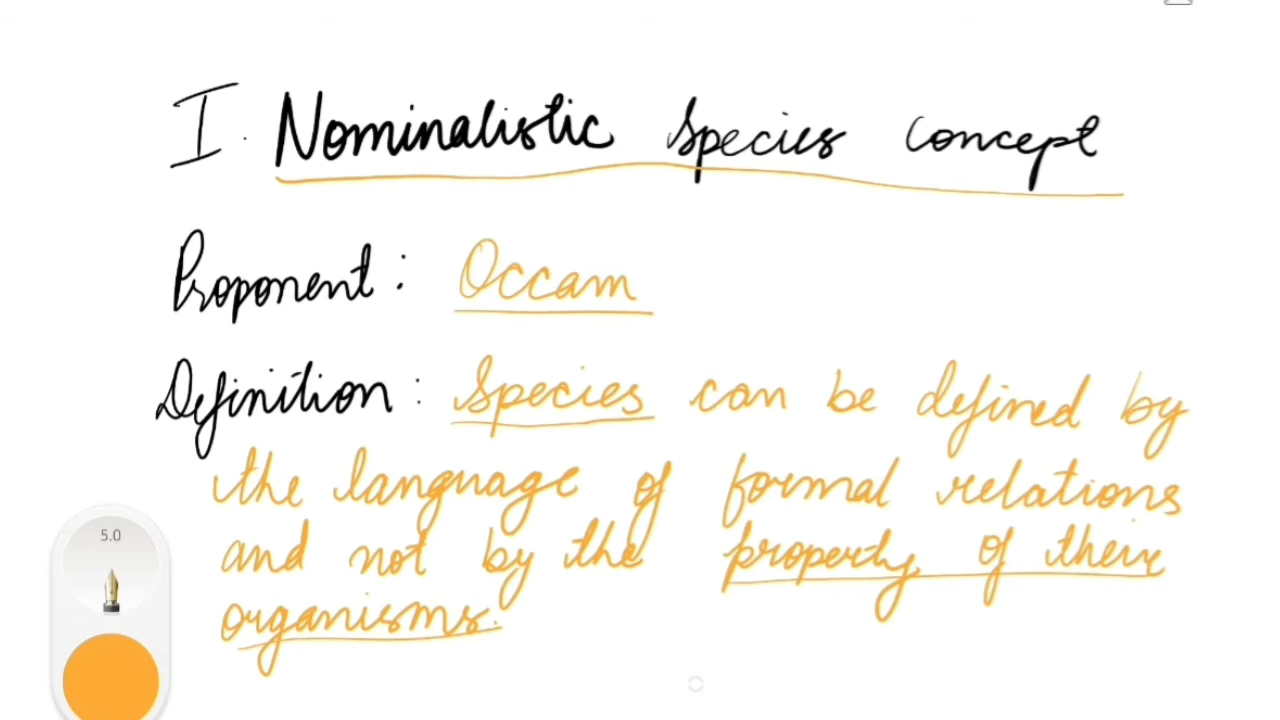 I. Nominalistic species concept
Proponent: Occam
Definition: Species can be defined by
the language of formal relations
and not by the property of their
organisms.
5.0